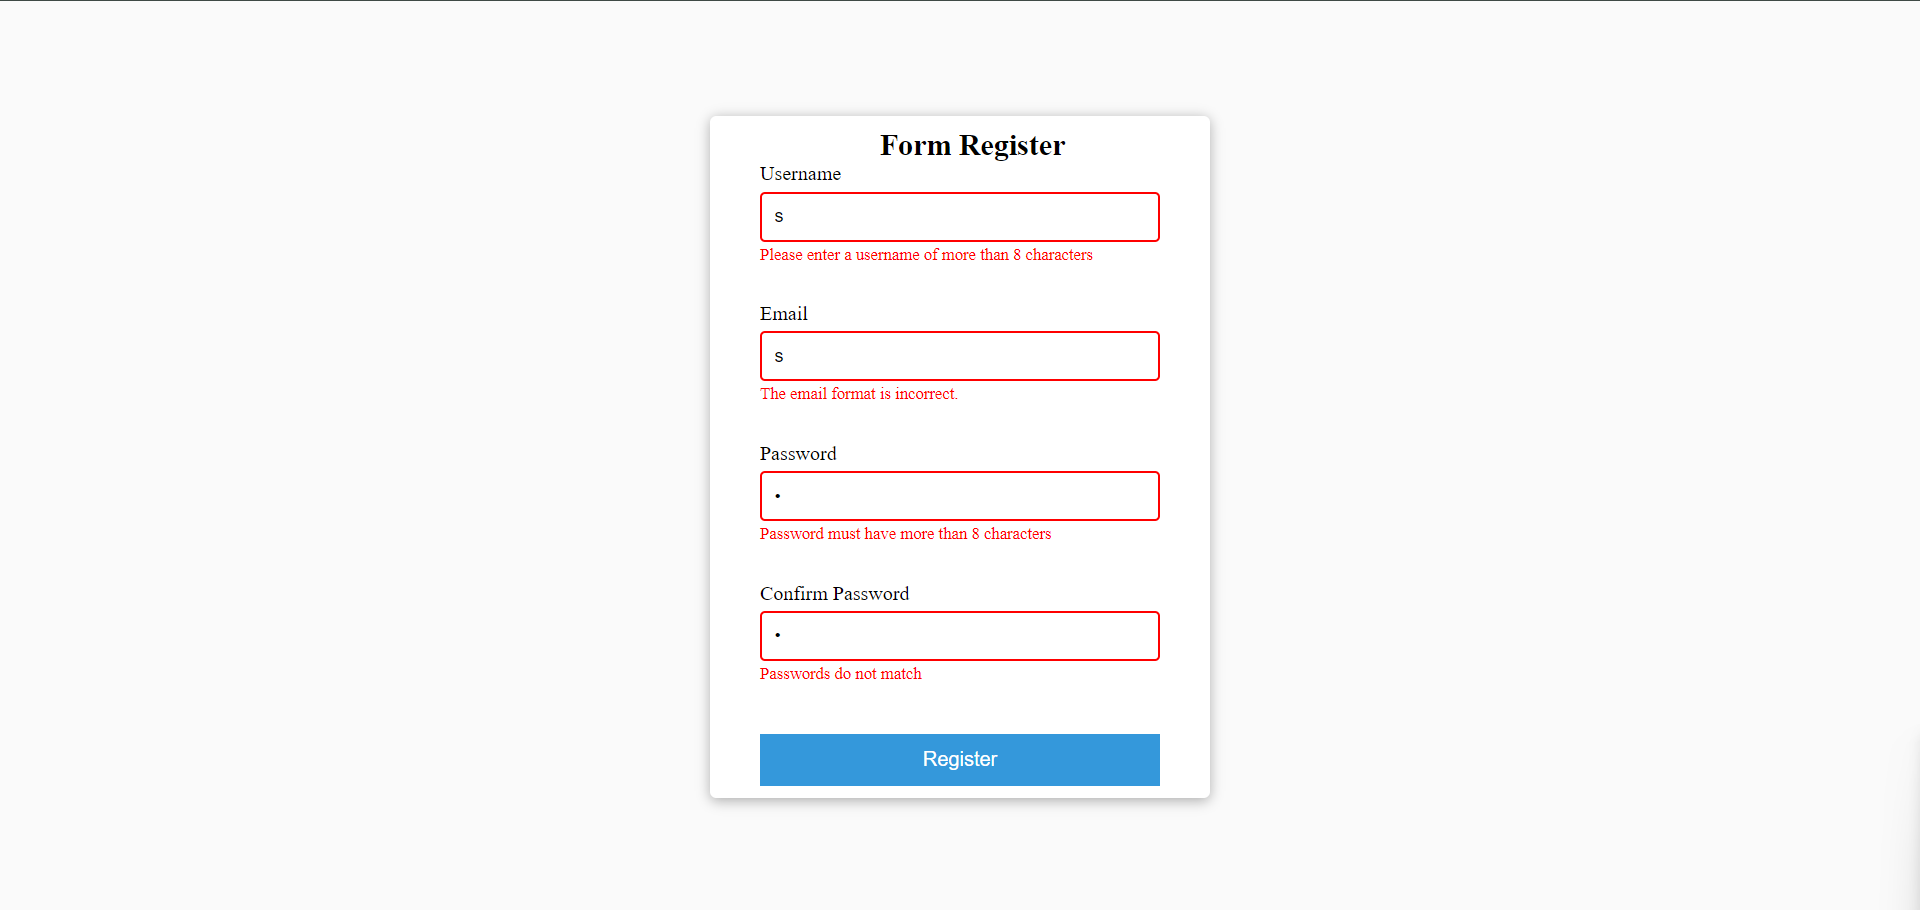 Form Register
Username
s
Please enter a username of more than 8 characters
Email
s
The email format is incorrect.
Password
•
Password must have more than 8 characters
Confirm Password
•
Passwords do not match
Register